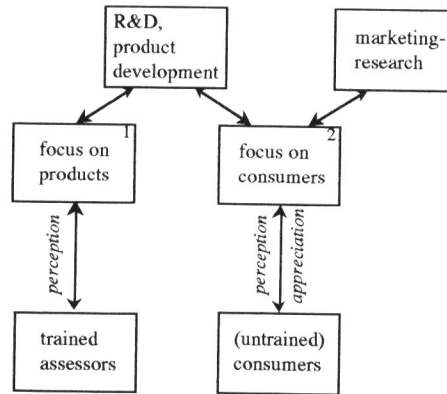 R&D,
product
development
marketing-
research
1
focus on
products
2
focus on
consumers
perception
perception
appreciation
trained
assessors
(untrained)
consumers